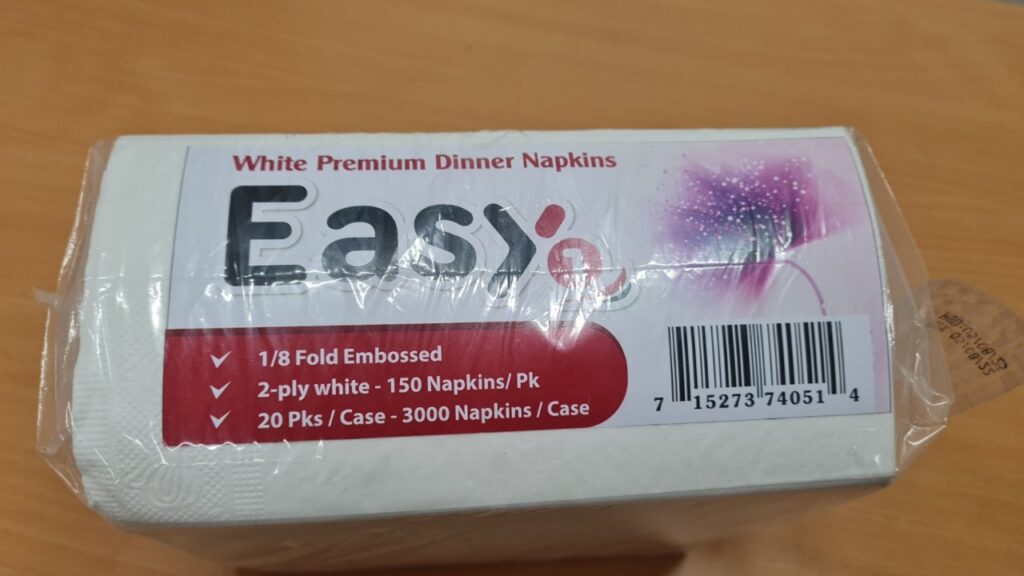 White Premium Dinner Napkins
Easy 1
1/8 Fold Embossed
2-ply white - 150 Napkins/ Pk
20 Pks / Case - 3000 Napkins / Case
7 15273 74051 4